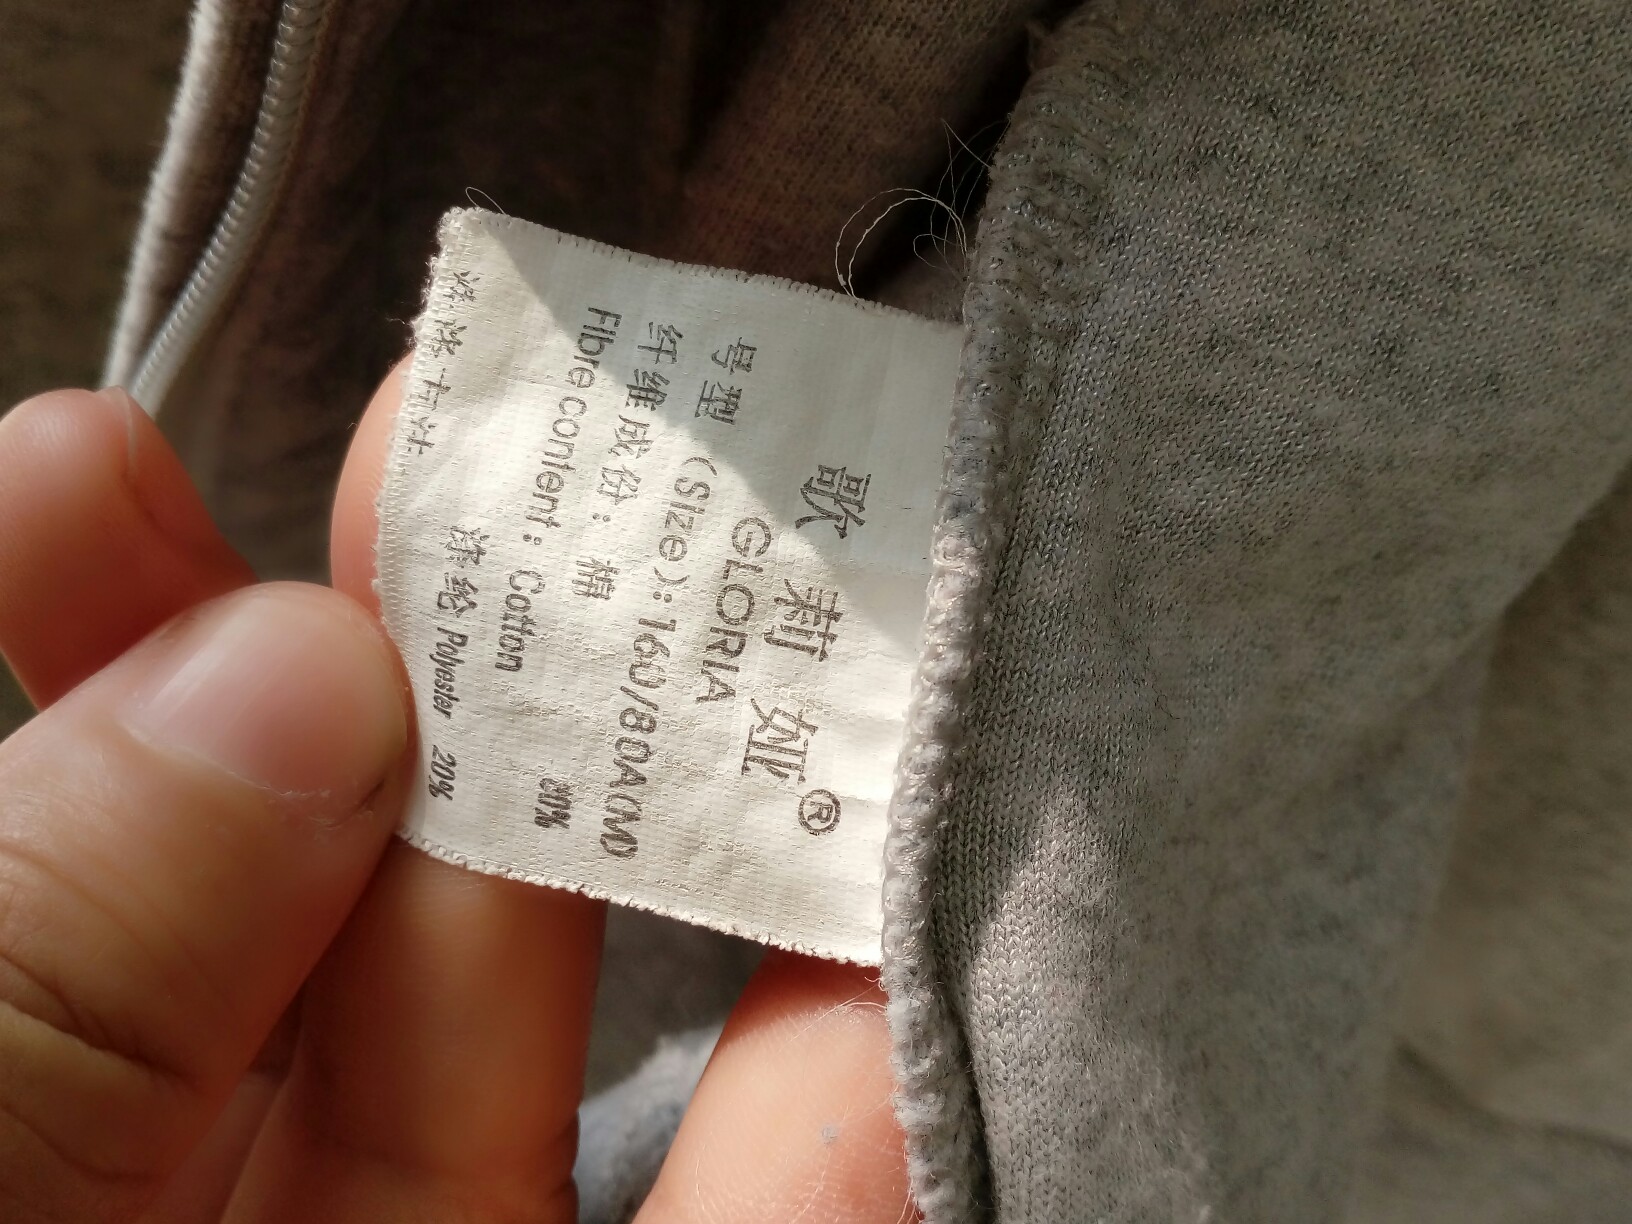 歌莉娅®
GLORIA
号型 (Size): 160/80A(M)
纤维成份: 棉
Fibre content: Cotton 80%
涤纶 Polyester 20%